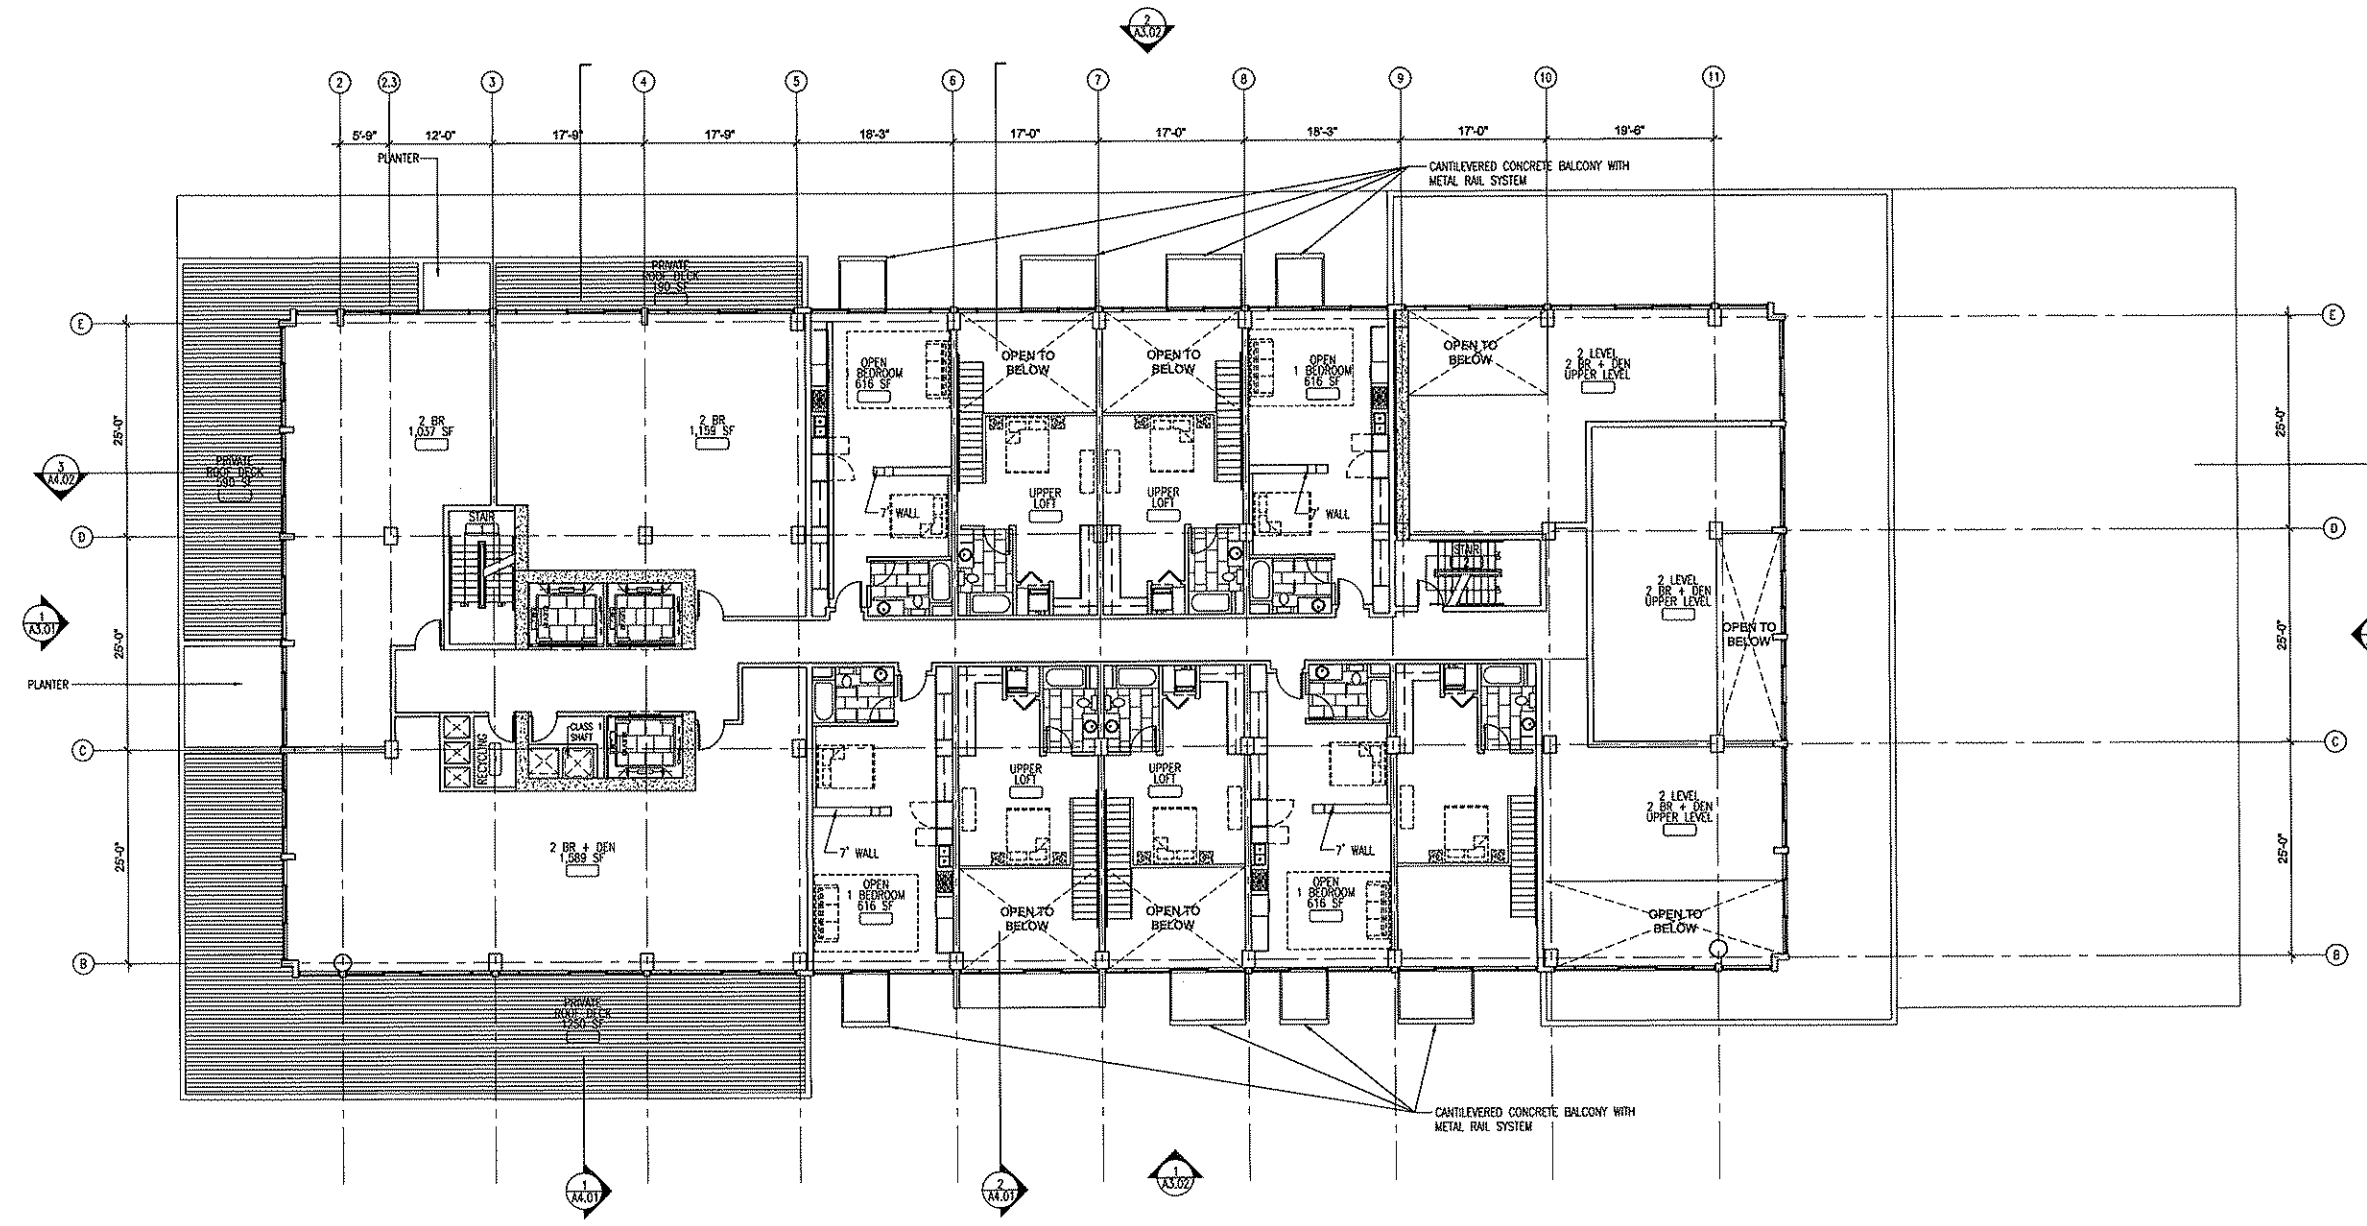 2
A3.02
2
2.3
3
4
5
6
7
8
9
10
11
5'-9"
12'-0"
17'-9"
17'-9"
18'-3"
17'-0"
17'-0"
18'-3"
17'-0"
19'-6"
PLANTER
CANTILEVERED CONCRETE BALCONY WITH
METAL RAIL SYSTEM
PRIVATE
ROOF DECK
190 SF
E
E
OPEN
1 BEDROOM
616 SF
OPEN TO
BELOW
OPEN TO
BELOW
OPEN
1 BEDROOM
616 SF
OPEN TO
BELOW
2 LEVEL
2 BR + DEN
UPPER LEVEL
25'-0"
2 BR
1,037 SF
2 BR
1,159 SF
25'-0"
3
A4.02
PRIVATE
ROOF DECK
590 SF
UPPER
LOFT
UPPER
LOFT
7' WALL
7' WALL
STAIR
D
D
STAIR
2
2 LEVEL
2 BR + DEN
UPPER LEVEL
1
A3.01
25'-0"
OPEN TO
BELOW
25'-0"
PLANTER
CLASS 1
SHAFT
RECYCLING
C
C
UPPER
LOFT
UPPER
LOFT
2 LEVEL
2 BR + DEN
UPPER LEVEL
25'-0"
2 BR + DEN
1,589 SF
7' WALL
7' WALL
25'-0"
OPEN
1 BEDROOM
616 SF
OPEN TO
BELOW
OPEN TO
BELOW
OPEN
1 BEDROOM
616 SF
OPEN TO
BELOW
B
B
PRIVATE
ROOF DECK
1250 SF
CANTILEVERED CONCRETE BALCONY WITH
METAL RAIL SYSTEM
1
A4.01
2
A4.01
1
A3.02